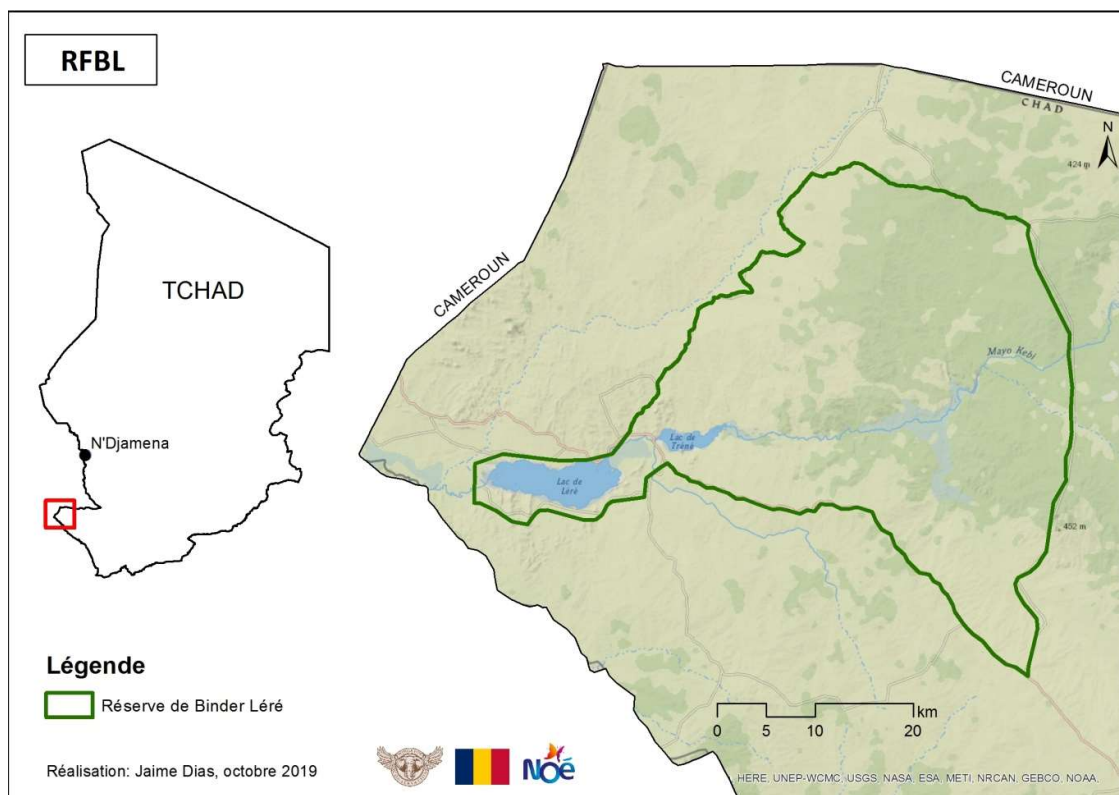 RFBL
TCHAD
N'Djamena
CAMEROUN
CAMEROUN
CHAD
N
424 m
Mayo Kebi
Lac de
Tréné
Lac de
Léré
452 m
Légende
Réserve de Binder Léré
km
0 5 10 20
Réalisation: Jaime Dias, octobre 2019
NOÉ
HERE, UNEP-WCMC, USGS, NASA, ESA, METI, NRCAN, GEBCO, NOAA,